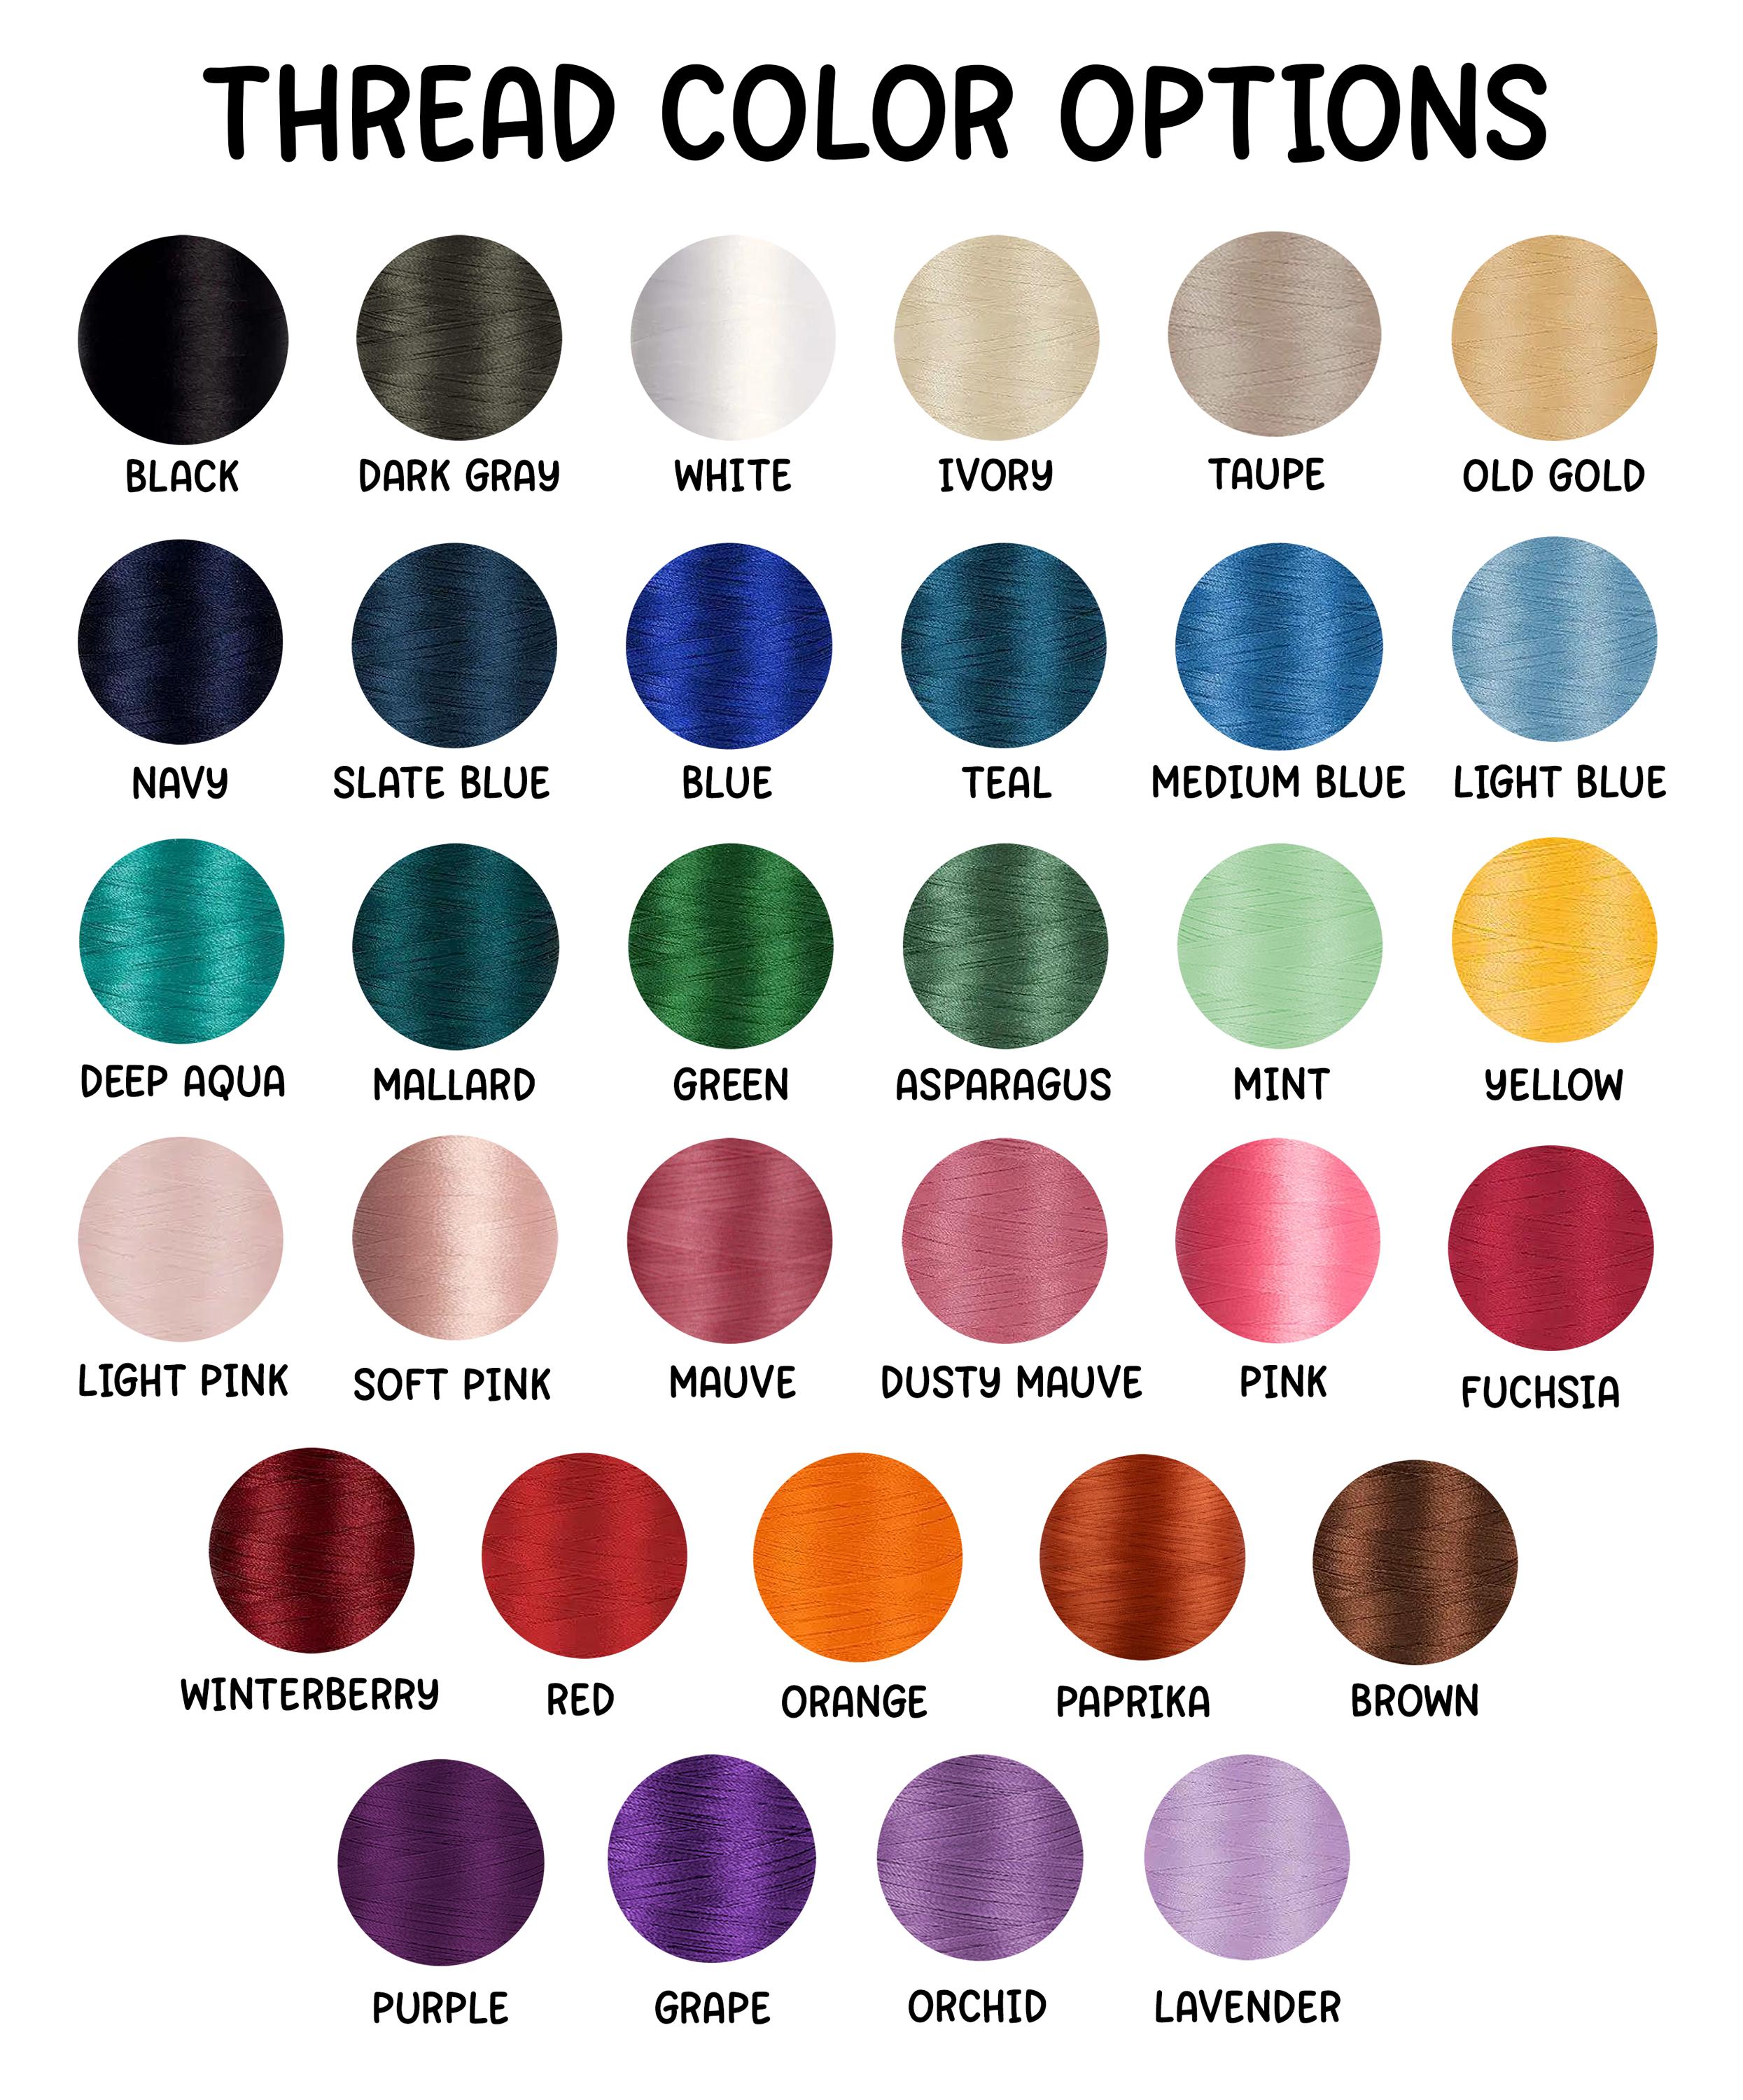 THREAD COLOR OPTIONS
BLACK DARK GRAY WHITE IVORY TAUPE OLD GOLD
NAVY SLATE BLUE BLUE TEAL MEDIUM BLUE LIGHT BLUE
DEEP AQUA MALLARD GREEN ASPARAGUS MINT YELLOW
LIGHT PINK SOFT PINK MAUVE DUSTY MAUVE PINK FUCHSIA
WINTERBERRY RED ORANGE PAPRIKA BROWN
PURPLE GRAPE ORCHID LAVENDER